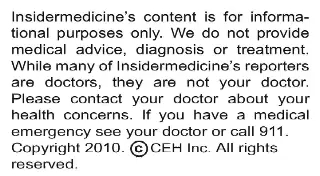 Insidermedicine's content is for informa-
tional purposes only. We do not provide
medical advice, diagnosis or treatment.
While many of Insidermedicine's reporters
are doctors, they are not your doctor.
Please contact your doctor about your
health concerns. If you have a medical
emergency see your doctor or call 911.
Copyright 2010. ©CEH Inc. All rights
reserved.